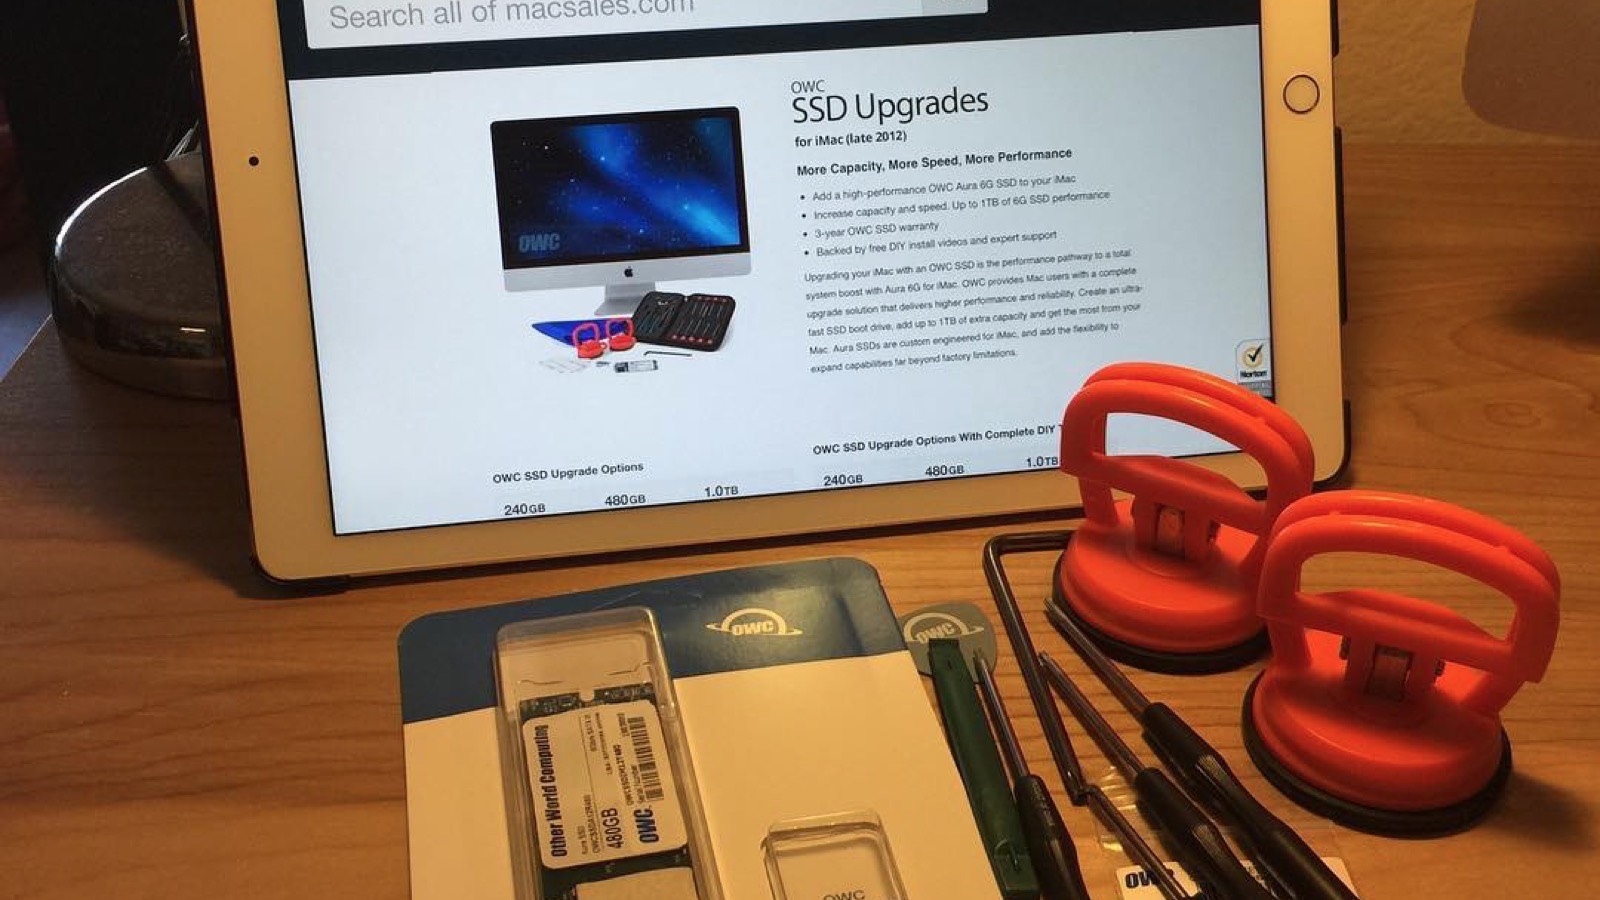 Search all of macsales.com
OWC
SSD Upgrades
for iMac (late 2012)
More Capacity, More Speed, More Performance
• Add a high-performance OWC Aura 6G SSD to your iMac
• Increase capacity and speed. Up to 1TB of 6G SSD performance
• 3-year OWC SSD warranty
• Backed by free DIY install videos and expert support
Upgrading your iMac with an OWC SSD is the performance pathway to a total
system boost with Aura 6G for iMac. OWC provides Mac users with a complete
upgrade solution that delivers higher performance and reliability. Create an ultra-
fast SSD boot drive, add up to 1TB of extra capacity and get the most from your
Mac. Aura SSDs are custom engineered for iMac, and add the flexibility to
expand capabilities far beyond factory limitations.
OWC
Norton
OWC SSD Upgrade Options
240GB 480GB 1.0TB
OWC SSD Upgrade Options With Complete DIY
240GB 480GB 1.0TB
OWC
OWC
Other World Computing
Aura SSD
480GB
OWC
OWC
OWC